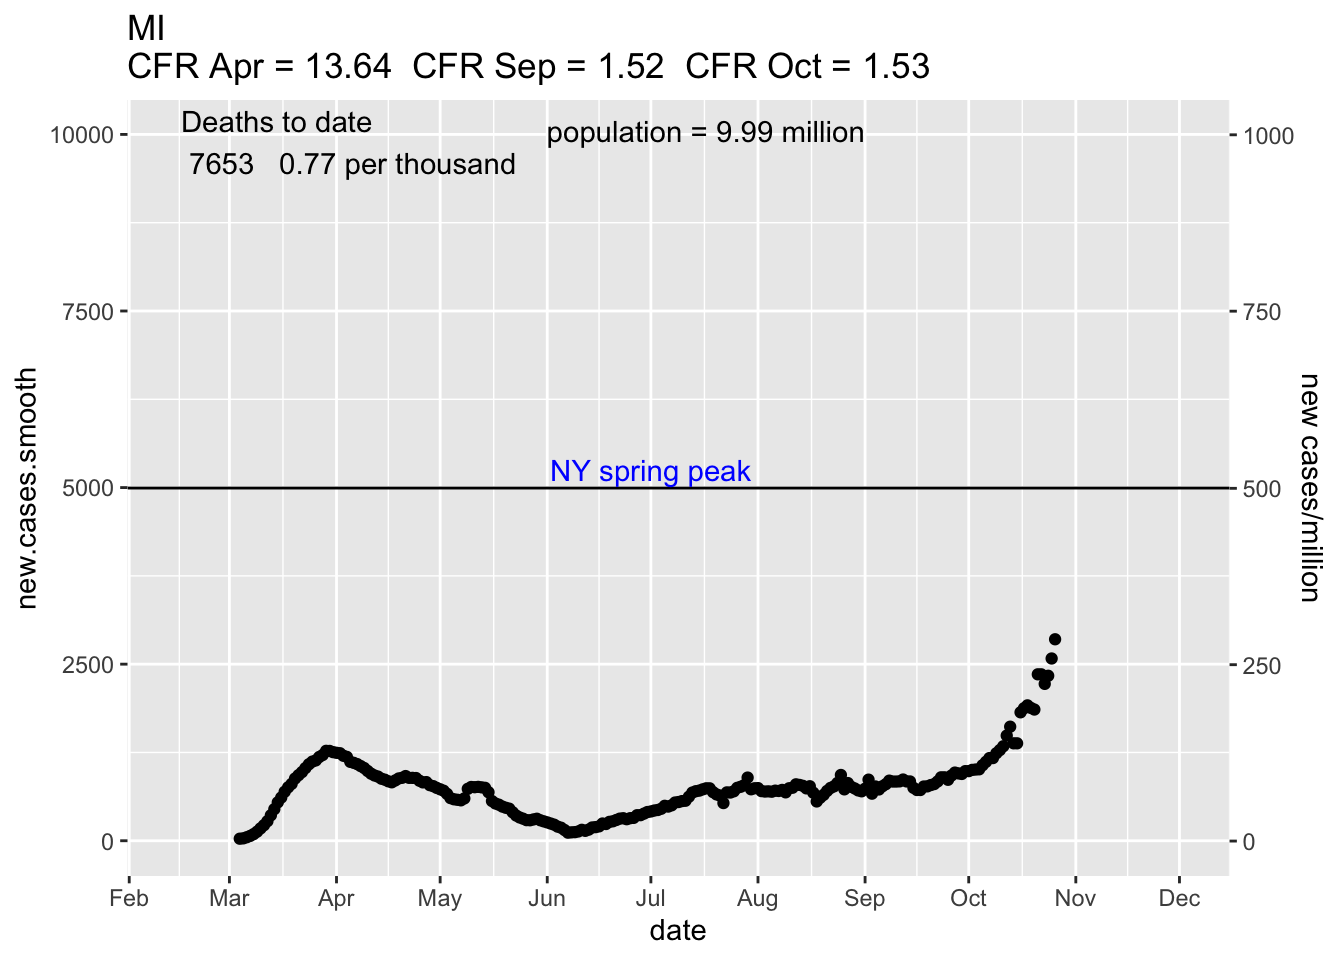 MI
CFR Apr = 13.64  CFR Sep = 1.52  CFR Oct = 1.53
Deaths to date
7653   0.77 per thousand
population = 9.99 million
NY spring peak
10000
7500
5000
2500
0
new.cases.smooth
1000
750
500
250
0
new cases/million
Feb Mar Apr May Jun Jul Aug Sep Oct Nov Dec
date